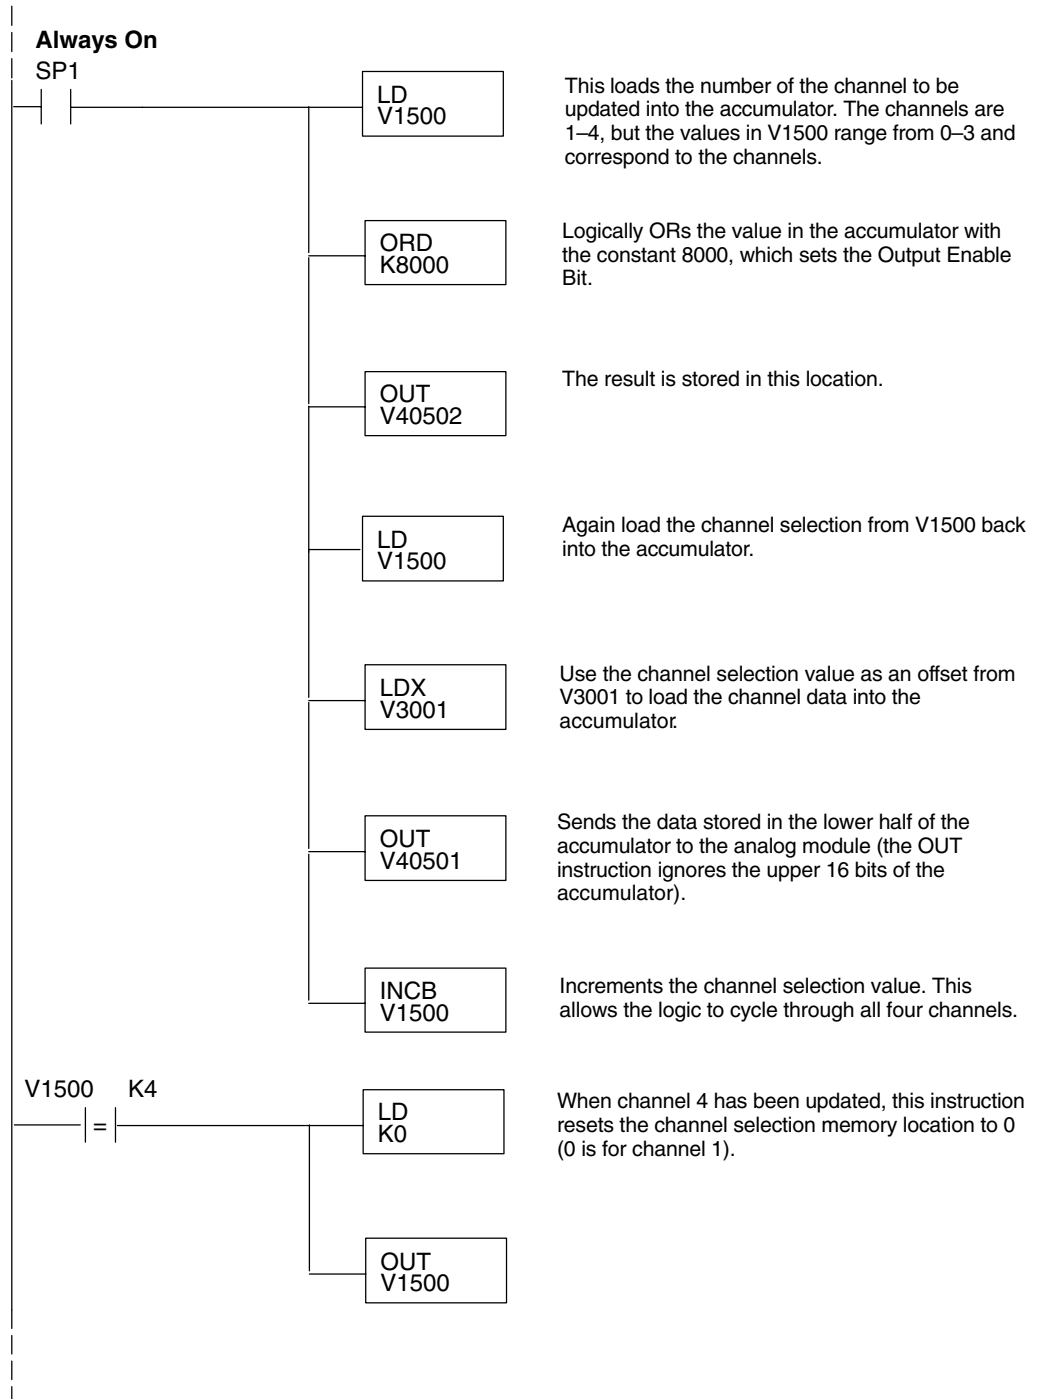 Always On
SP1
LD
V1500
This loads the number of the channel to be
updated into the accumulator. The channels are
1–4, but the values in V1500 range from 0–3 and
correspond to the channels.
ORD
K8000
Logically ORs the value in the accumulator with
the constant 8000, which sets the Output Enable
Bit.
OUT
V40502
The result is stored in this location.
LD
V1500
Again load the channel selection from V1500 back
into the accumulator.
LDX
V3001
Use the channel selection value as an offset from
V3001 to load the channel data into the
accumulator.
OUT
V40501
Sends the data stored in the lower half of the
accumulator to the analog module (the OUT
instruction ignores the upper 16 bits of the
accumulator).
INCB
V1500
Increments the channel selection value. This
allows the logic to cycle through all four channels.
V1500 K4
=
LD
K0
When channel 4 has been updated, this instruction
resets the channel selection memory location to 0
(0 is for channel 1).
OUT
V1500